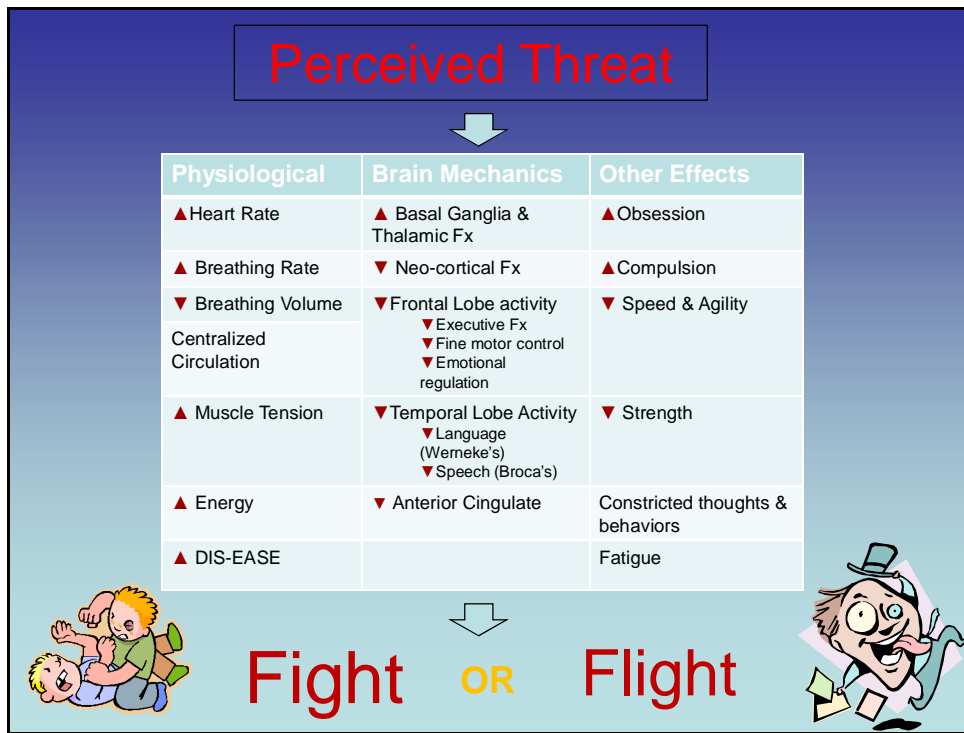 Perceived Threat
Physiological Brain Mechanics Other Effects
▲Heart Rate
▲ Basal Ganglia &
Thalamic Fx
▲Obsession
▲ Breathing Rate
▼ Neo-cortical Fx
▲Compulsion
▼ Breathing Volume
Centralized
Circulation
▼Frontal Lobe activity
▼Executive Fx
▼Fine motor control
▼Emotional
regulation
▼ Speed & Agility
▲ Muscle Tension
▼Temporal Lobe Activity
▼Language
(Werneke's)
▼Speech (Broca's)
▼ Strength
▲ Energy
▼ Anterior Cingulate
Constricted thoughts &
behaviors
▲ DIS-EASE
Fatigue
Fight OR Flight